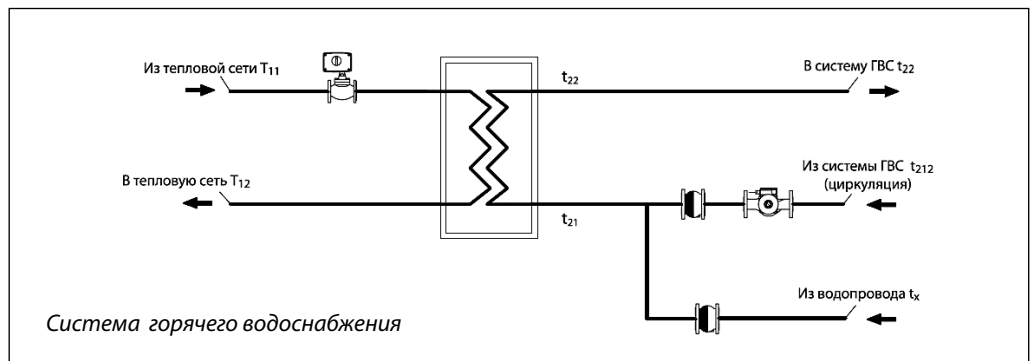 Из тепловой сети T₁₁
t₂₂
В систему ГВС t₂₂
В тепловую сеть T₁₂
t₂₁
Из системы ГВС t₂₁₂
(циркуляция)
Из водопровода tₓ
Система горячего водоснабжения